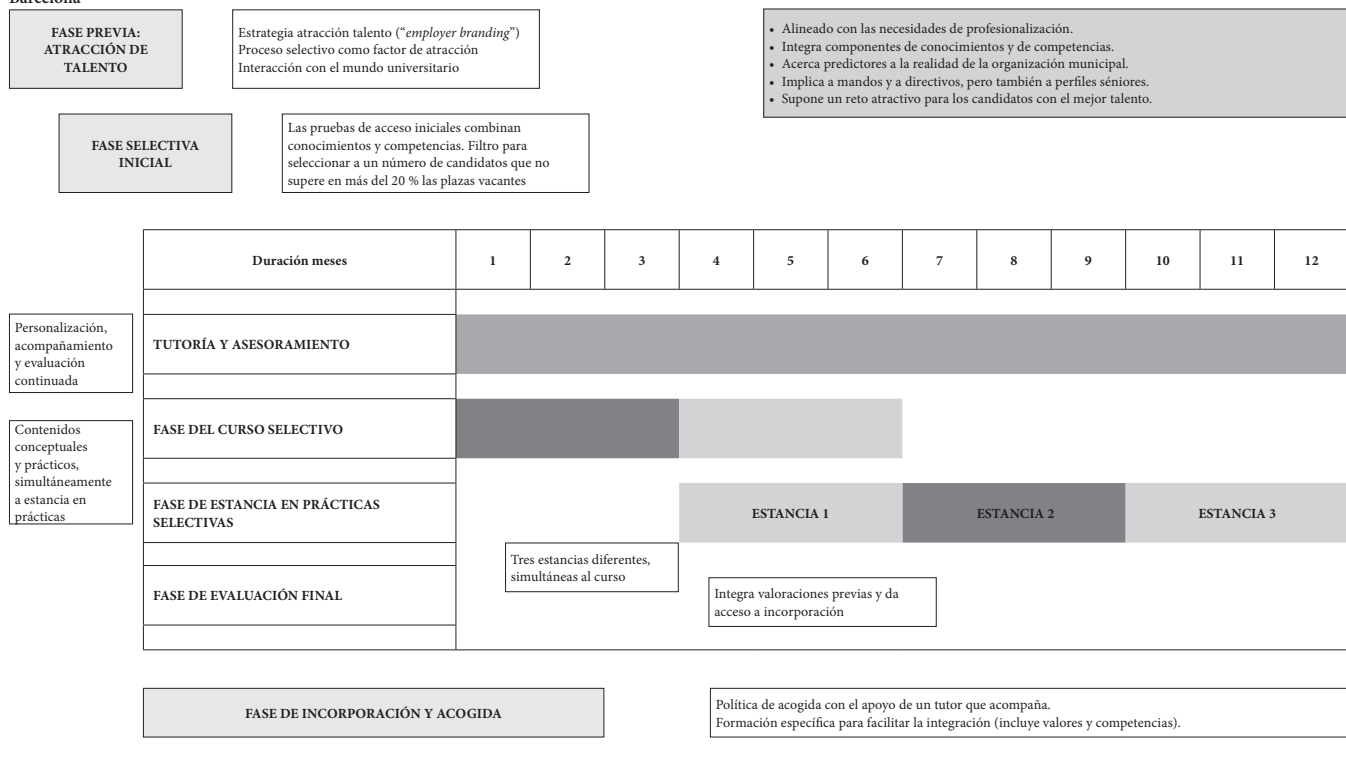 Barcelona
FASE PREVIA:
ATRACCIÓN DE
TALENTO
Estrategia atracción talento (“employer branding”)
Proceso selectivo como factor de atracción
Interacción con el mundo universitario
• Alineado con las necesidades de profesionalización.
• Integra componentes de conocimientos y de competencias.
• Acerca predictores a la realidad de la organización municipal.
• Implica a mandos y a directivos, pero también a perfiles séniores.
• Supone un reto atractivo para los candidatos con el mejor talento.
FASE SELECTIVA
INICIAL
Las pruebas de acceso iniciales combinan
conocimientos y competencias. Filtro para
seleccionar a un número de candidatos que no
supere en más del 20 % las plazas vacantes
Duración meses 1 2 3 4 5 6 7 8 9 10 11 12
Personalización,
acompañamiento
y evaluación
continuada
TUTORÍA Y ASESORAMIENTO
Contenidos
conceptuales
y prácticos,
simultáneamente
a estancia en
prácticas
FASE DEL CURSO SELECTIVO
FASE DE ESTANCIA EN PRÁCTICAS
SELECTIVAS
ESTANCIA 1 ESTANCIA 2 ESTANCIA 3
Tres estancias diferentes,
simultáneas al curso
FASE DE EVALUACIÓN FINAL
Integra valoraciones previas y da
acceso a incorporación
FASE DE INCORPORACIÓN Y ACOGIDA
Política de acogida con el apoyo de un tutor que acompaña.
Formación específica para facilitar la integración (incluye valores y competencias).